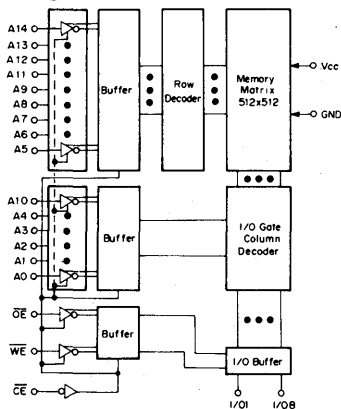 A14
A13
A12
A11
A9
A8
A7
A6
A5
Buffer
Row
Decoder
Memory
Matrix
512x512
Vcc
GND
A10
A4
A3
A2
A1
A0
Buffer
I/O Gate
Column
Decoder
OE
WE
CE
Buffer
I/O Buffer
I/O1
I/O8